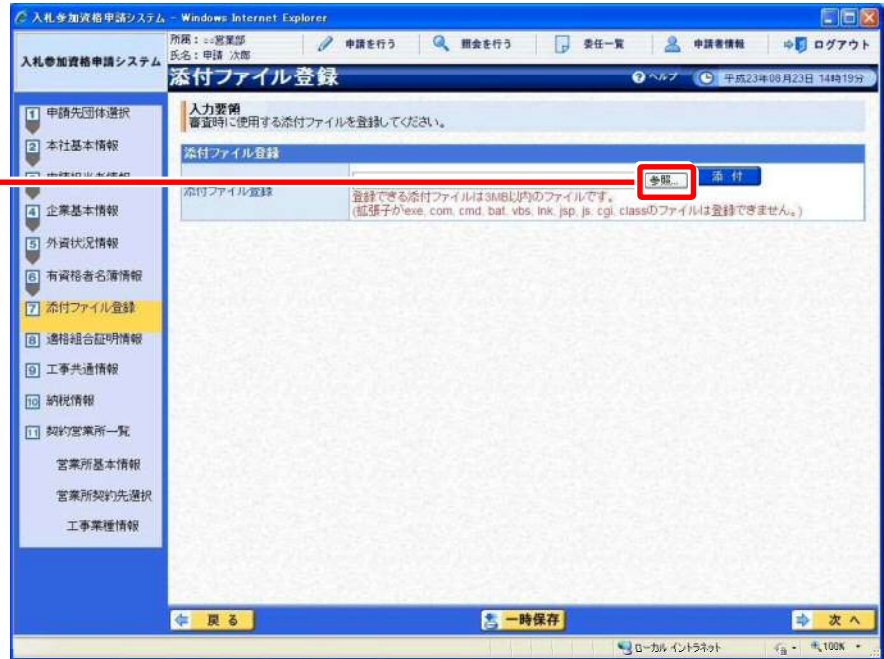 入札参加資格申請システム - Windows Internet Explorer
入札参加資格申請システム
所属：○○営業部
氏名：申請 次郎
申請を行う
照会を行う
委任一覧
申請者情報
ログアウト
添付ファイル登録
ヘルプ
平成23年08月23日 14時19分
1 申請先団体選択
2 本社基本情報
4 企業基本情報
5 外資状況情報
6 有資格者名簿情報
7 添付ファイル登録
8 適格組合証明情報
9 工事共通情報
10 納税情報
11 契約営業所一覧
営業所基本情報
営業所契約先選択
工事業種情報
入力要領
審査時に使用する添付ファイルを登録してください。
添付ファイル登録
添付ファイル登録
参照...
添 付
登録できる添付ファイルは3MB以内のファイルです。
(拡張子がexe, com, cmd, bat, vbs, lnk, jsp, js, cgi, classのファイルは登録できません。)
戻 る
一時保存
次 へ
ローカル イントラネット
100%